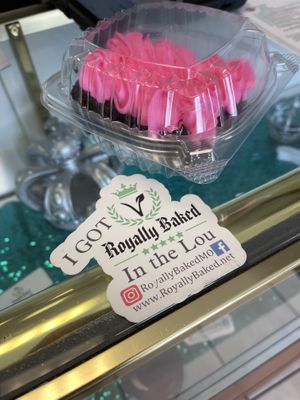 I GOT
V
Royally Baked
In the Lou
RoyallyBakedMO
www.RoyallyBaked.net